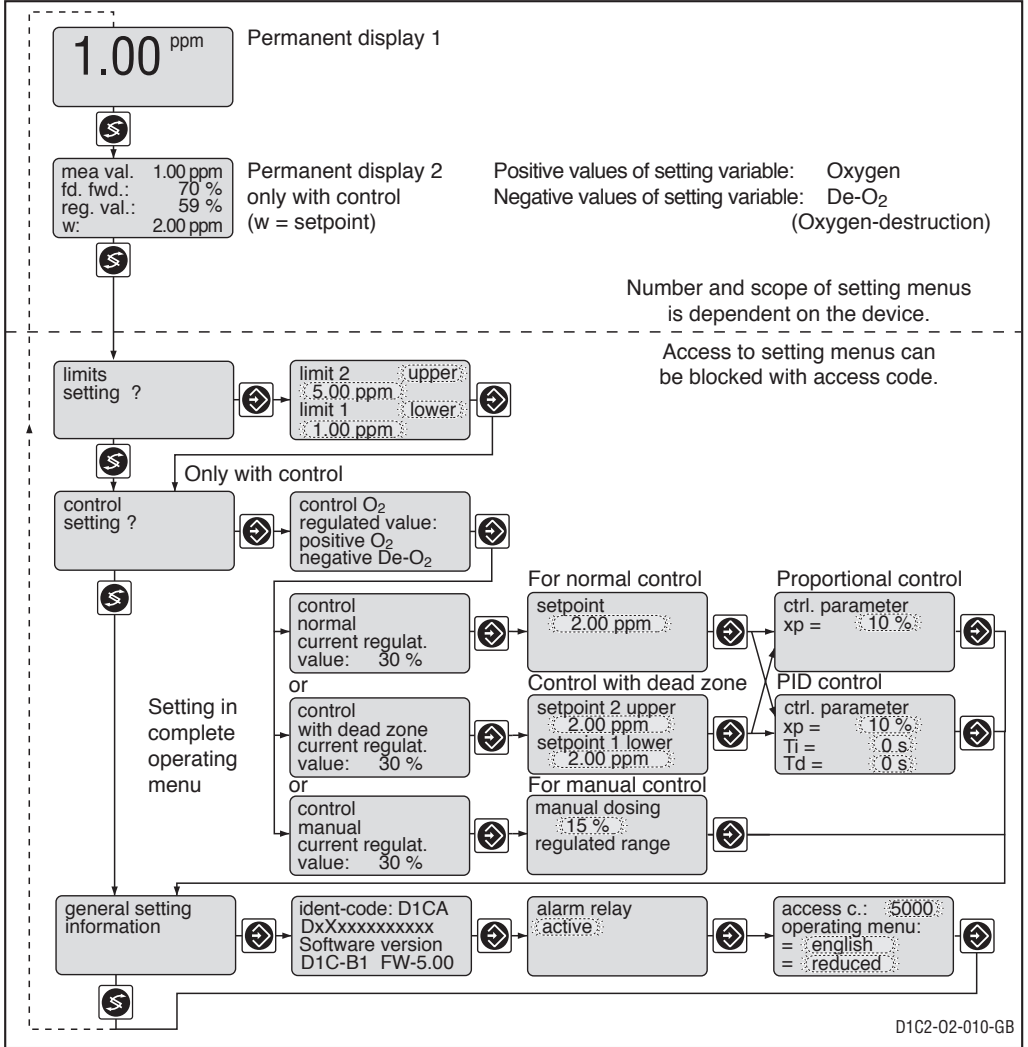 1.00 ppm
Permanent display 1
mea val. 1.00 ppm
fd. fwd.: 70 %
reg. val.: 59 %
w: 2.00 ppm
Permanent display 2
only with control
(w = setpoint)
Positive values of setting variable: Oxygen
Negative values of setting variable: De-O₂
(Oxygen-destruction)
Number and scope of setting menus
is dependent on the device.
Access to setting menus can
be blocked with access code.
limits
setting ?
limit 2 upper
5.00 ppm
limit 1 lower
1.00 ppm
Only with control
control
setting ?
control O₂
regulated value:
positive O₂
negative De-O₂
Setting in
complete
operating
menu
control
normal
current regulat.
value: 30 %
For normal control
setpoint
2.00 ppm
Proportional control
ctrl. parameter
xp = 10 %
or
control
with dead zone
current regulat.
value: 30 %
Control with dead zone
setpoint 2 upper
2.00 ppm
setpoint 1 lower
2.00 ppm
PID control
ctrl. parameter
xp = 10 %
Ti = 0 s
Td = 0 s
or
control
manual
current regulat.
value: 30 %
For manual control
manual dosing
15 %
regulated range
general setting
information
ident-code: D1CA
DxXxxxxxxxxx
Software version
D1C-B1 FW-5.00
alarm relay
active
access c.: 5000
operating menu:
= english
= reduced
D1C2-O2-010-GB